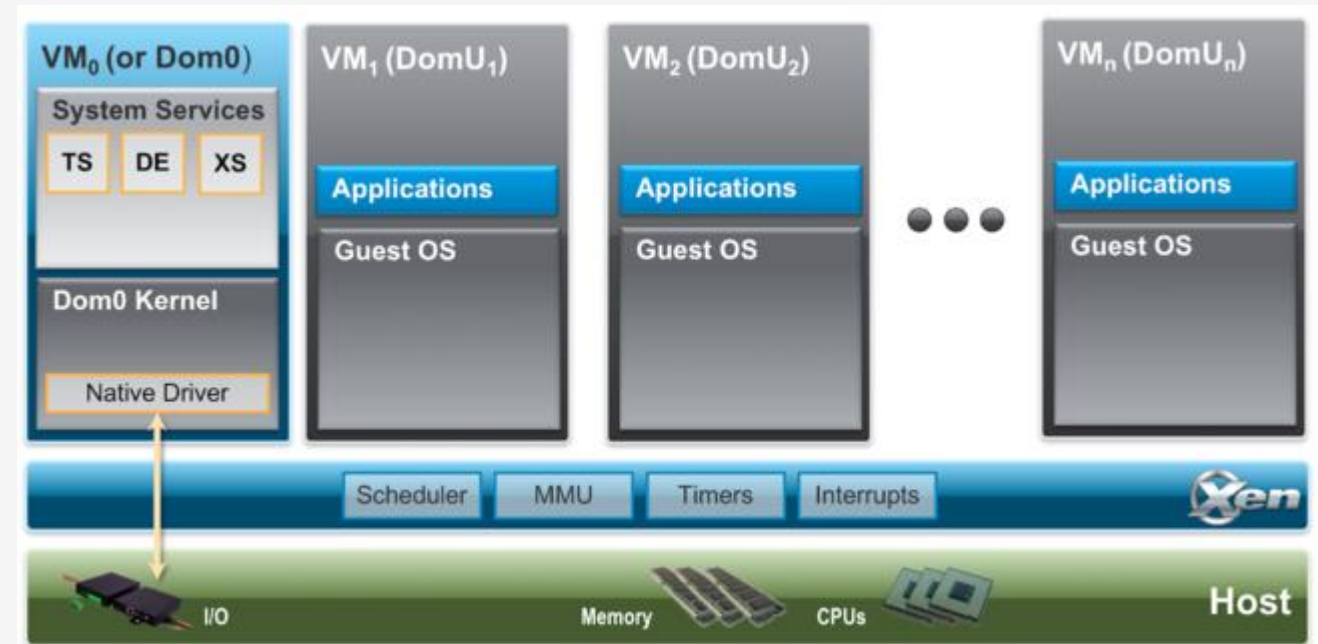 VM₀ (or Dom0)
System Services
TS DE XS
Dom0 Kernel
Native Driver
VM₁ (DomU₁)
Applications
Guest OS
VM₂ (DomU₂)
Applications
Guest OS
VMₙ (DomUₙ)
Applications
Guest OS
Scheduler MMU Timers Interrupts Xen
I/O Memory CPUs Host